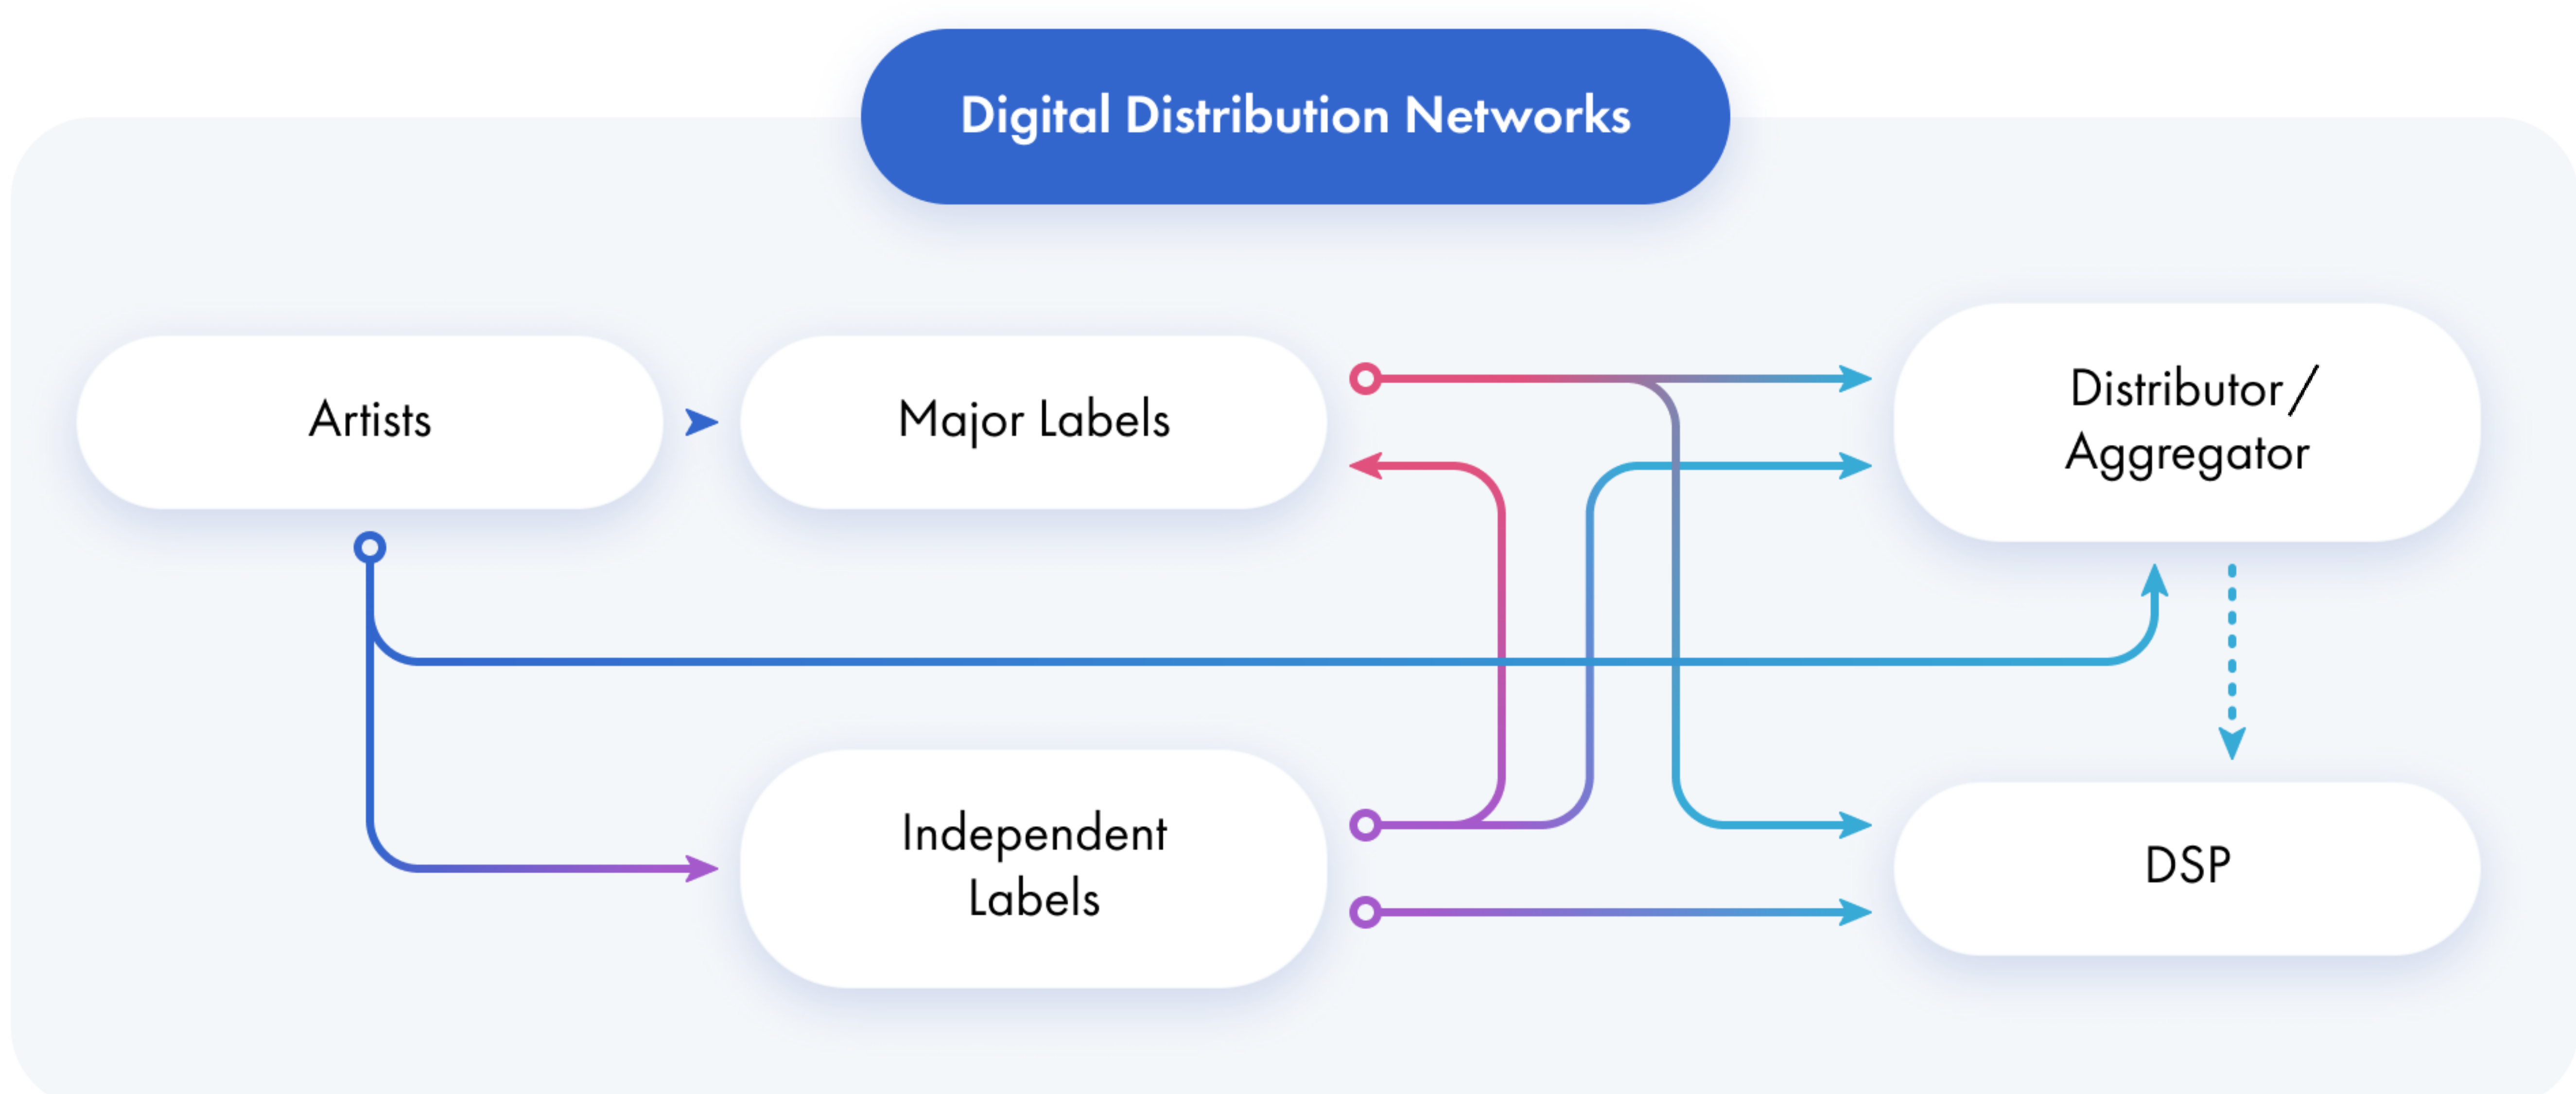 Digital Distribution Networks
Artists
Major Labels
Distributor/
Aggregator
Independent
Labels
DSP